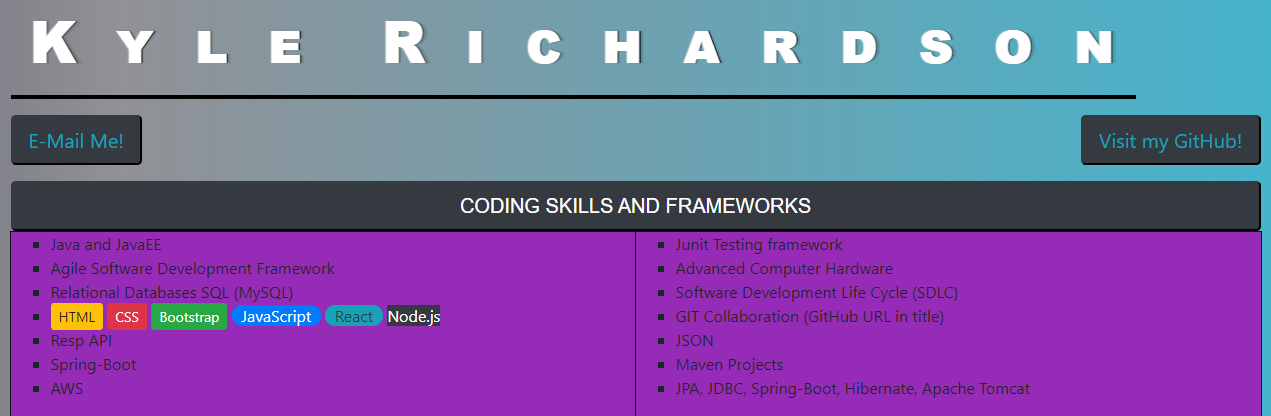 KYLE RICHARDSON
E-Mail Me!
Visit my GitHub!
CODING SKILLS AND FRAMEWORKS
Java and JavaEE
Agile Software Development Framework
Relational Databases SQL (MySQL)
HTML CSS Bootstrap JavaScript React Node.js
Resp API
Spring-Boot
AWS
Junit Testing framework
Advanced Computer Hardware
Software Development Life Cycle (SDLC)
GIT Collaboration (GitHub URL in title)
JSON
Maven Projects
JPA, JDBC, Spring-Boot, Hibernate, Apache Tomcat